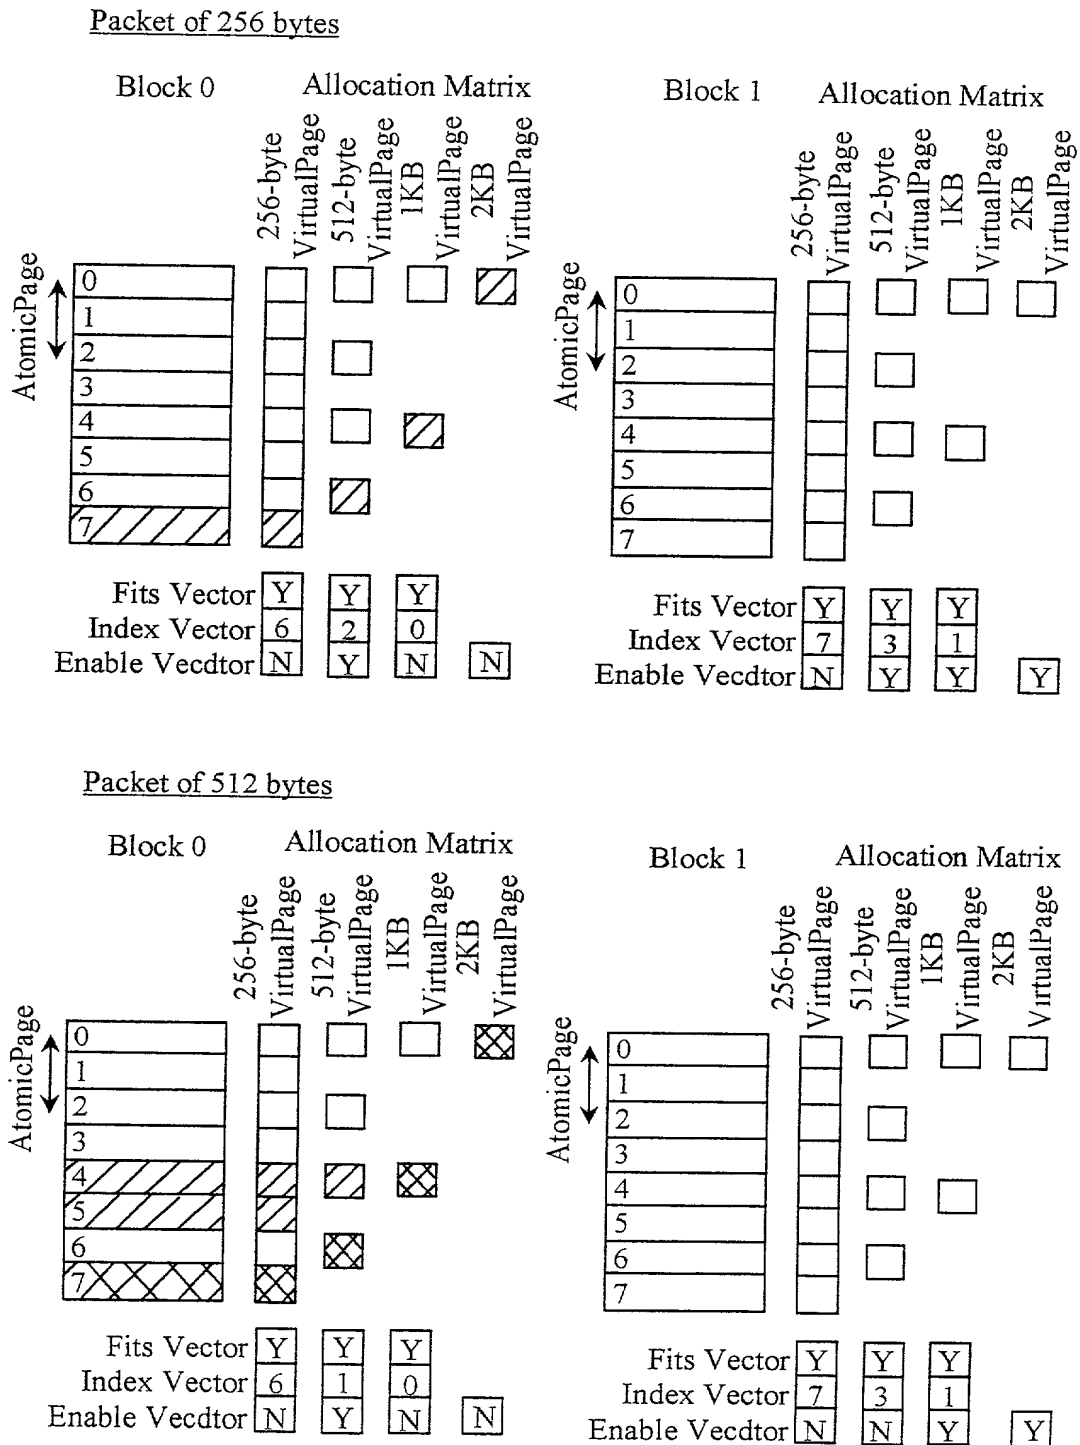 Packet of 256 bytes
Block 0
Allocation Matrix
256-byte
VirtualPage
512-byte
VirtualPage
1KB
VirtualPage
2KB
VirtualPage
AtomicPage
0
1
2
3
4
5
6
7
Fits Vector Y Y Y
Index Vector 6 2 0
Enable Vecdtor N Y N N
Block 1
Allocation Matrix
256-byte
VirtualPage
512-byte
VirtualPage
1KB
VirtualPage
2KB
VirtualPage
AtomicPage
0
1
2
3
4
5
6
7
Fits Vector Y Y Y
Index Vector 7 3 1
Enable Vecdtor N Y Y Y
Packet of 512 bytes
Block 0
Allocation Matrix
256-byte
VirtualPage
512-byte
VirtualPage
1KB
VirtualPage
2KB
VirtualPage
AtomicPage
0
1
2
3
4
5
6
7
Fits Vector Y Y Y
Index Vector 6 1 0
Enable Vecdtor N Y N N
Block 1
Allocation Matrix
256-byte
VirtualPage
512-byte
VirtualPage
1KB
VirtualPage
2KB
VirtualPage
AtomicPage
0
1
2
3
4
5
6
7
Fits Vector Y Y Y
Index Vector 7 3 1
Enable Vecdtor N N Y Y